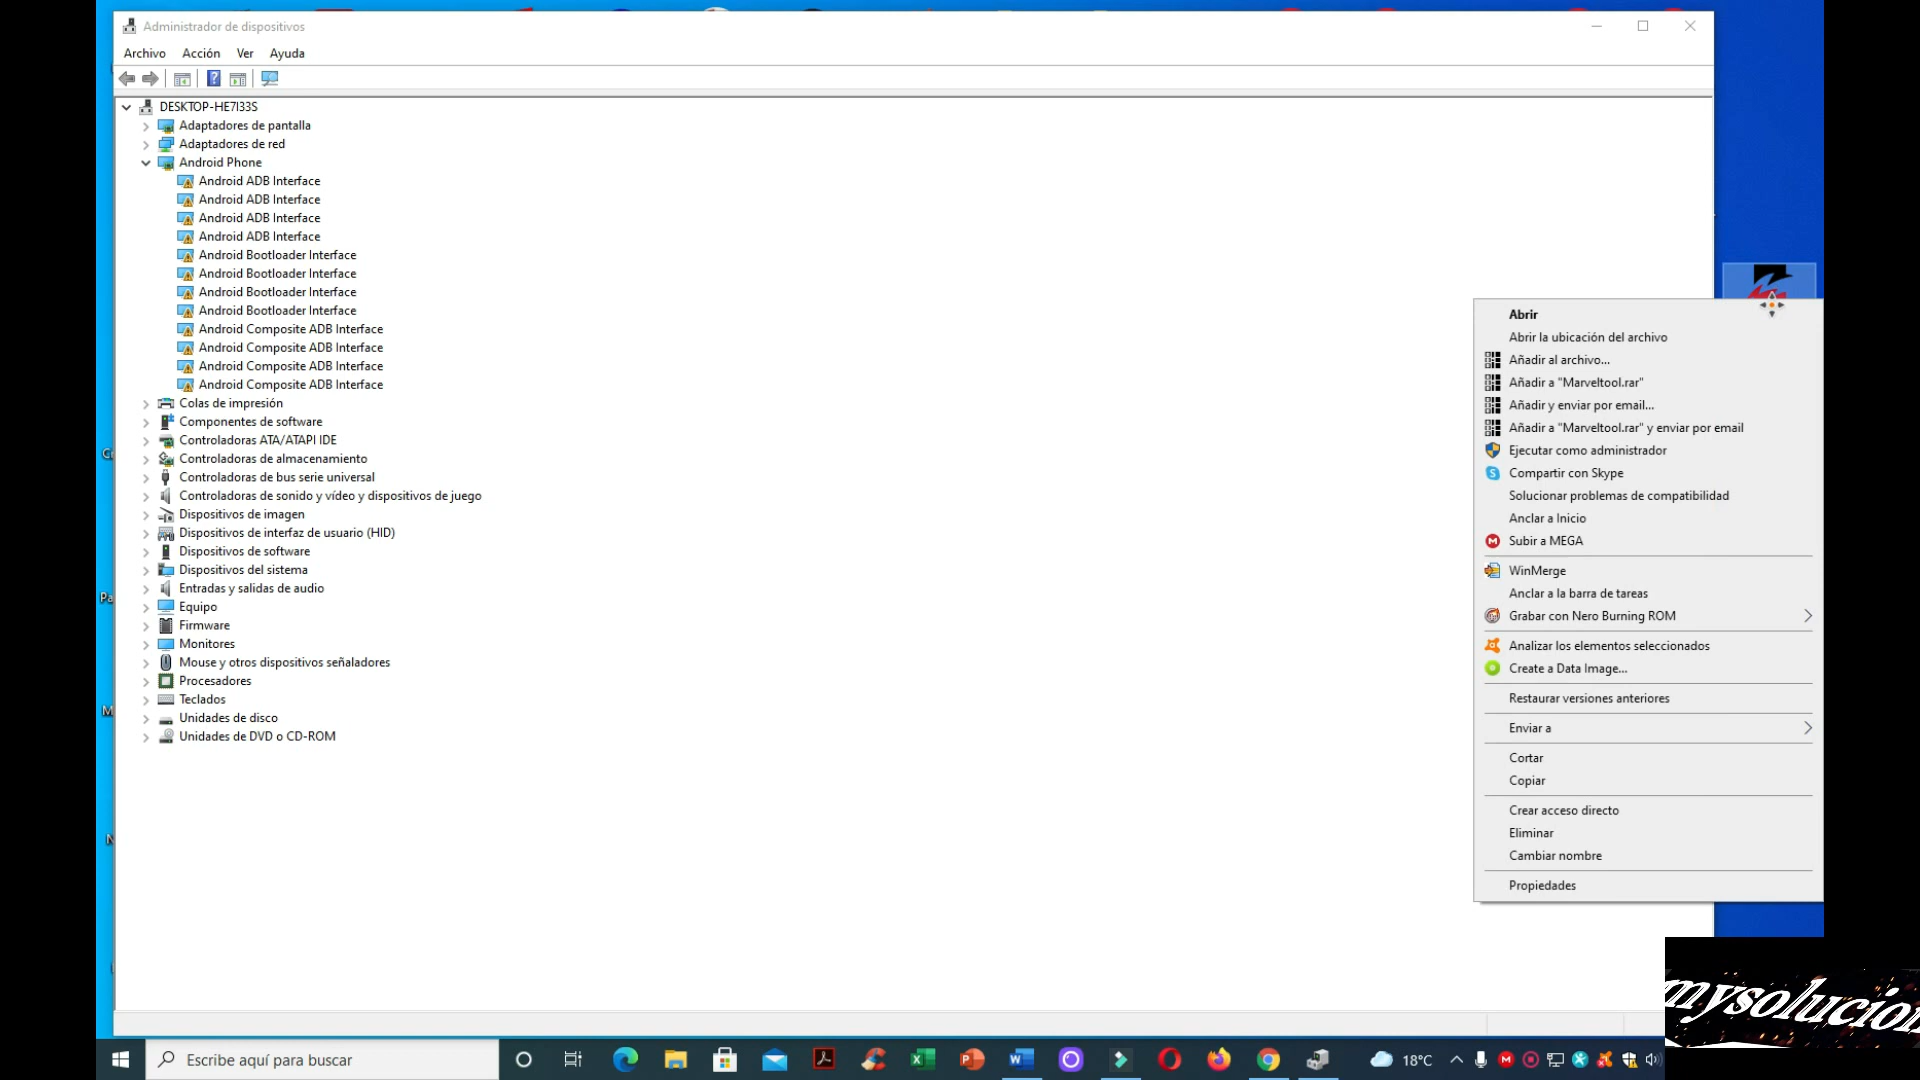 Administrador de dispositivos
Archivo Acción Ver Ayuda
DESKTOP-HE7I33S
Adaptadores de pantalla
Adaptadores de red
Android Phone
Android ADB Interface
Android ADB Interface
Android ADB Interface
Android ADB Interface
Android Bootloader Interface
Android Bootloader Interface
Android Bootloader Interface
Android Bootloader Interface
Android Composite ADB Interface
Android Composite ADB Interface
Android Composite ADB Interface
Android Composite ADB Interface
Colas de impresión
Componentes de software
Controladoras ATA/ATAPI IDE
Controladoras de almacenamiento
Controladoras de bus serie universal
Controladoras de sonido y vídeo y dispositivos de juego
Dispositivos de imagen
Dispositivos de interfaz de usuario (HID)
Dispositivos de software
Dispositivos del sistema
Entradas y salidas de audio
Equipo
Firmware
Monitores
Mouse y otros dispositivos señaladores
Procesadores
Teclados
Unidades de disco
Unidades de DVD o CD-ROM
Abrir
Abrir la ubicación del archivo
Añadir al archivo...
Añadir a "Marveltool.rar"
Añadir y enviar por email...
Añadir a "Marveltool.rar" y enviar por email
Ejecutar como administrador
Compartir con Skype
Solucionar problemas de compatibilidad
Anclar a Inicio
Subir a MEGA
WinMerge
Anclar a la barra de tareas
Grabar con Nero Burning ROM
Analizar los elementos seleccionados
Create a Data Image...
Restaurar versiones anteriores
Enviar a
Cortar
Copiar
Crear acceso directo
Eliminar
Cambiar nombre
Propiedades
mysolucion
Escribe aquí para buscar
18°C